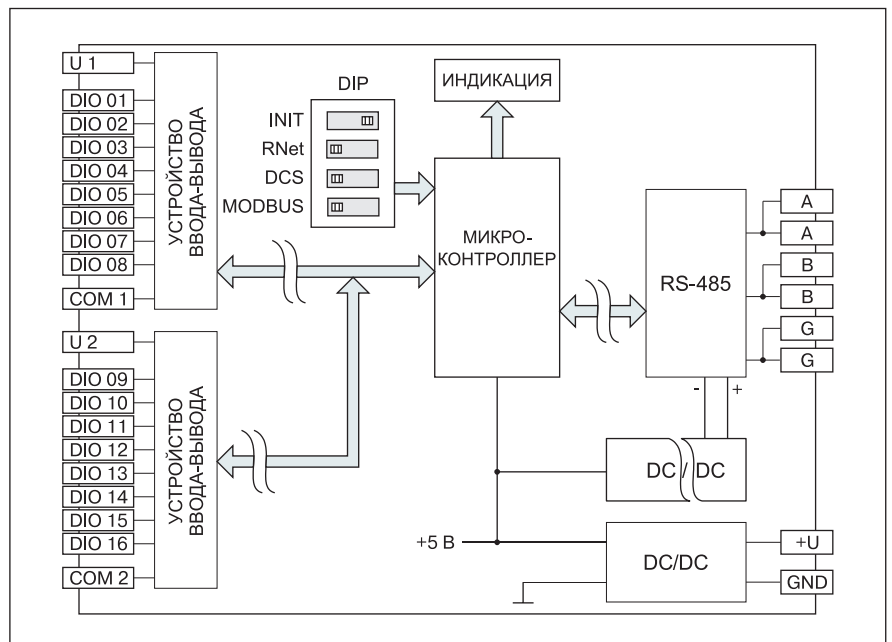 U 1
DIO 01
DIO 02
DIO 03
DIO 04
DIO 05
DIO 06
DIO 07
DIO 08
COM 1
УСТРОЙСТВО
ВВОДА-ВЫВОДА
U 2
DIO 09
DIO 10
DIO 11
DIO 12
DIO 13
DIO 14
DIO 15
DIO 16
COM 2
УСТРОЙСТВО
ВВОДА-ВЫВОДА
DIP
INIT
RNet
DCS
MODBUS
ИНДИКАЦИЯ
МИКРО-
КОНТРОЛЛЕР
RS-485
A
A
B
B
G
G
- +
DC / DC
+5 В
DC/DC
+U
GND